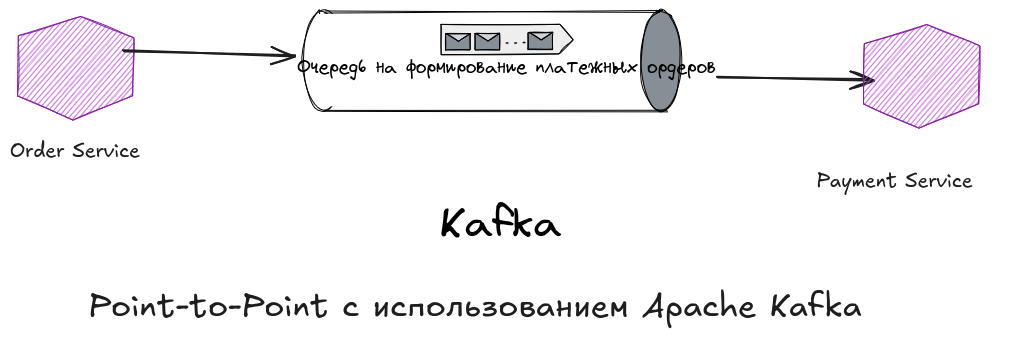 Очередь на формирование платежных ордеров
Order Service
Payment Service
Kafka
Point-to-Point с использованием Apache Kafka